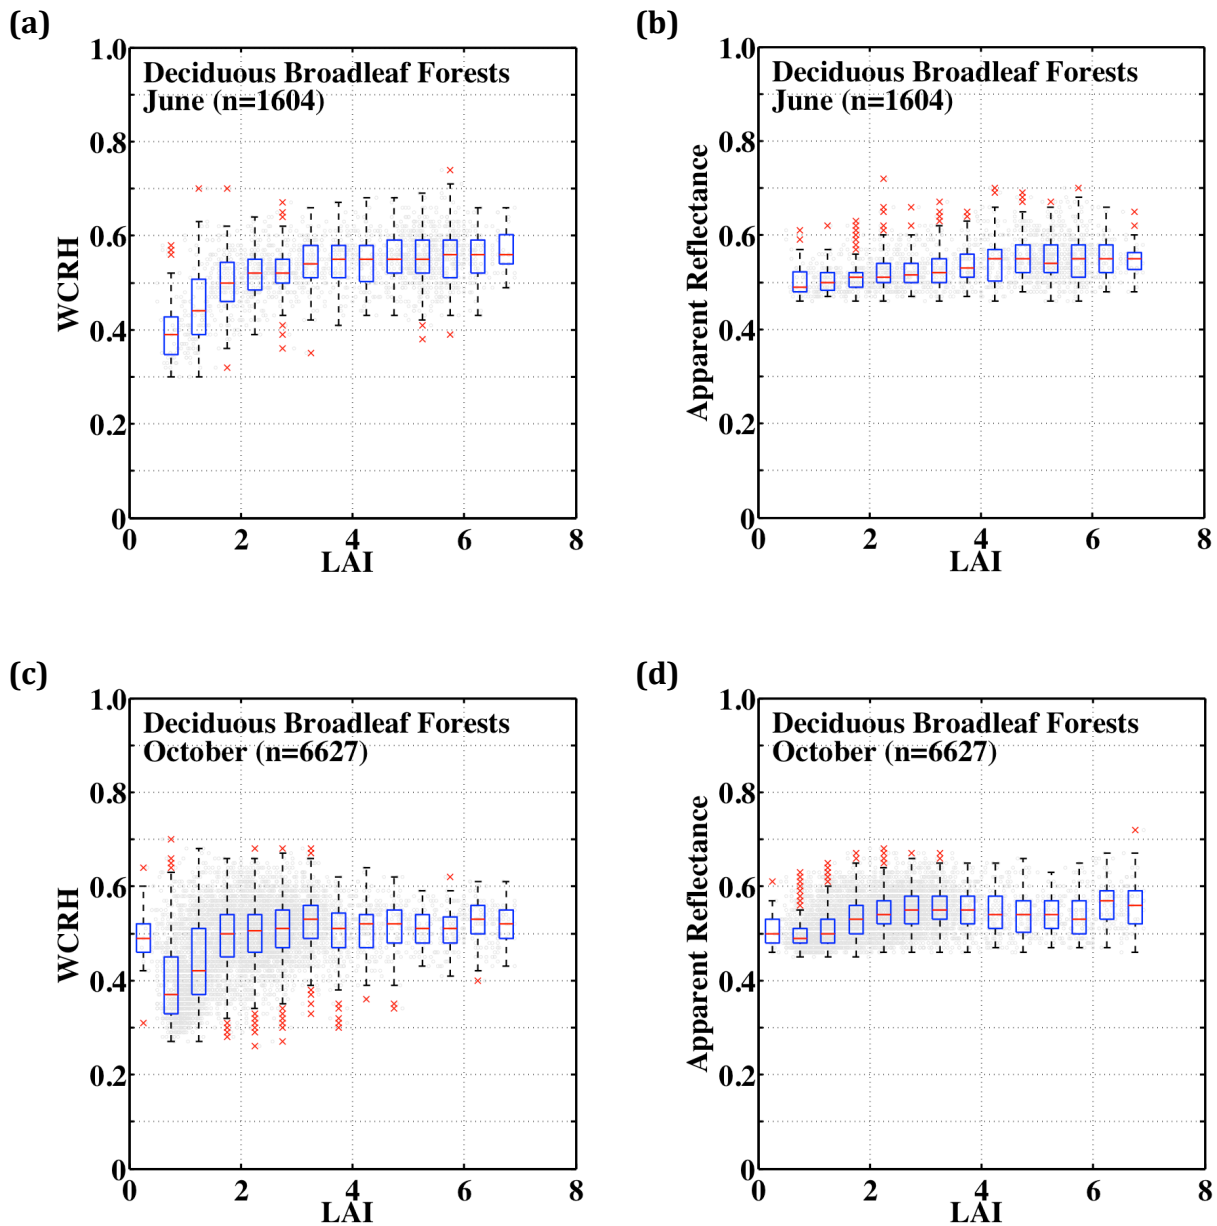 (a)
1.0
0.8
0.6
0.4
0.2
0
WCRH
Deciduous Broadleaf Forests
June (n=1604)
0 2 4 6 8
LAI
(b)
1.0
0.8
0.6
0.4
0.2
0
Apparent Reflectance
Deciduous Broadleaf Forests
June (n=1604)
0 2 4 6 8
LAI
(c)
1.0
0.8
0.6
0.4
0.2
0
WCRH
Deciduous Broadleaf Forests
October (n=6627)
0 2 4 6 8
LAI
(d)
1.0
0.8
0.6
0.4
0.2
0
Apparent Reflectance
Deciduous Broadleaf Forests
October (n=6627)
0 2 4 6 8
LAI